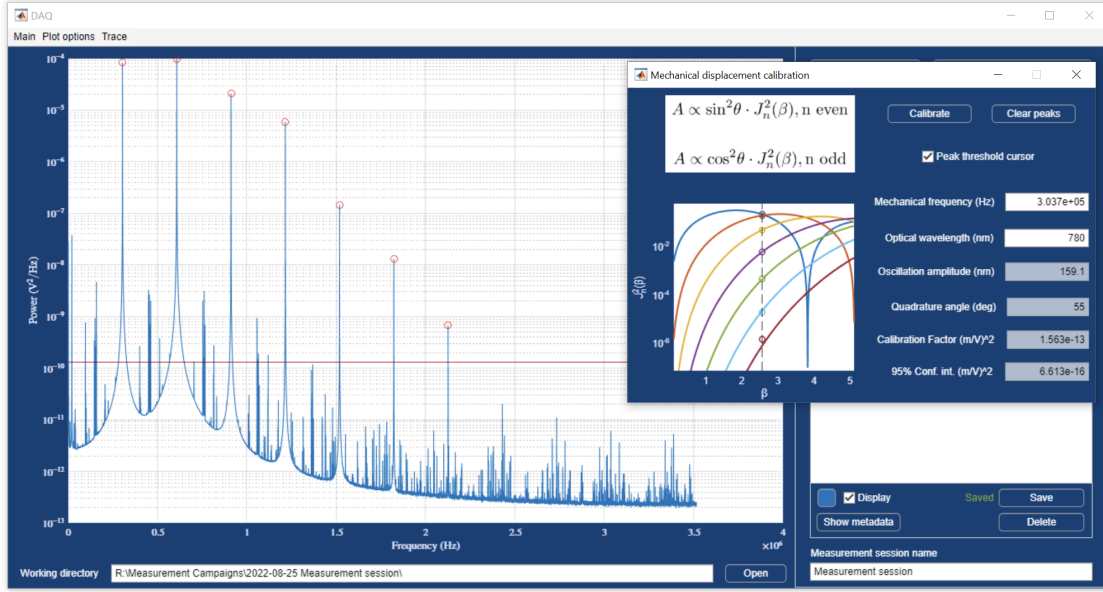 DAQ
Main Plot options Trace
10⁻⁴
10⁻⁵
10⁻⁶
10⁻⁷
10⁻⁸
10⁻⁹
10⁻¹⁰
10⁻¹¹
10⁻¹²
10⁻¹³
Power (V²/Hz)
0 0.5 1 1.5 2 2.5 3 3.5 4
Frequency (Hz)
×10⁶
Mechanical displacement calibration
A ∝ sin²θ · Jₙ²(β), n even
A ∝ cos²θ · Jₙ²(β), n odd
Calibrate Clear peaks
Peak threshold cursor
Mechanical frequency (Hz) 3.037e+05
Optical wavelength (nm) 780
Oscillation amplitude (nm) 159.1
Quadrature angle (deg) 55
Calibration Factor (m/V)^2 1.563e-13
95% Conf. int. (m/V)^2 6.613e-16
10⁻²
10⁻⁴
10⁻⁶
Jₙ²(β)
1 2 3 4 5
β
Display Saved Save
Show metadata Delete
Measurement session name
Measurement session
Working directory R:\Measurement Campaigns\2022-08-25 Measurement session\ Open